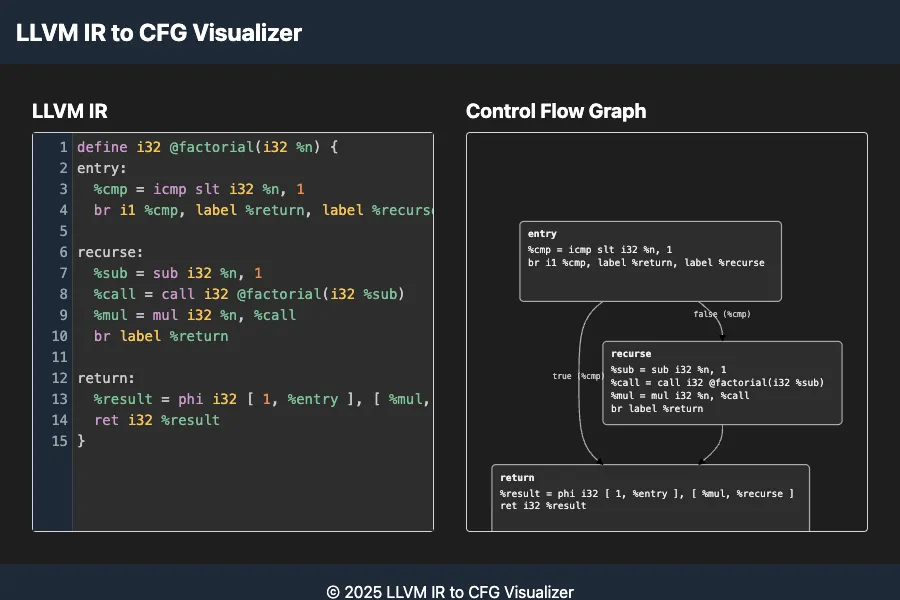 LLVM IR to CFG Visualizer
LLVM IR
1 define i32 @factorial(i32 %n) {
2 entry:
3 %cmp = icmp slt i32 %n, 1
4 br i1 %cmp, label %return, label %recurs
5
6 recurse:
7 %sub = sub i32 %n, 1
8 %call = call i32 @factorial(i32 %sub)
9 %mul = mul i32 %n, %call
10 br label %return
11
12 return:
13 %result = phi i32 [ 1, %entry ], [ %mul,
14 ret i32 %result
15 }
Control Flow Graph
entry
%cmp = icmp slt i32 %n, 1
br i1 %cmp, label %return, label %recurse
false (%cmp)
true (%cmp)
recurse
%sub = sub i32 %n, 1
%call = call i32 @factorial(i32 %sub)
%mul = mul i32 %n, %call
br label %return
return
%result = phi i32 [ 1, %entry ], [ %mul, %recurse ]
ret i32 %result
© 2025 LLVM IR to CFG Visualizer